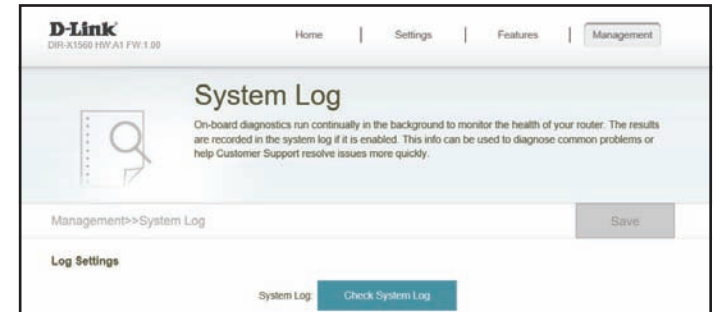 D-Link
DIR-X1560 HW:A1 FW:1.00
Home | Settings | Features | Management
System Log
On-board diagnostics run continually in the background to monitor the health of your router. The results
are recorded in the system log if it is enabled. This info can be used to diagnose common problems or
help Customer Support resolve issues more quickly.
Management>>System Log
Save
Log Settings
System Log: Check System Log